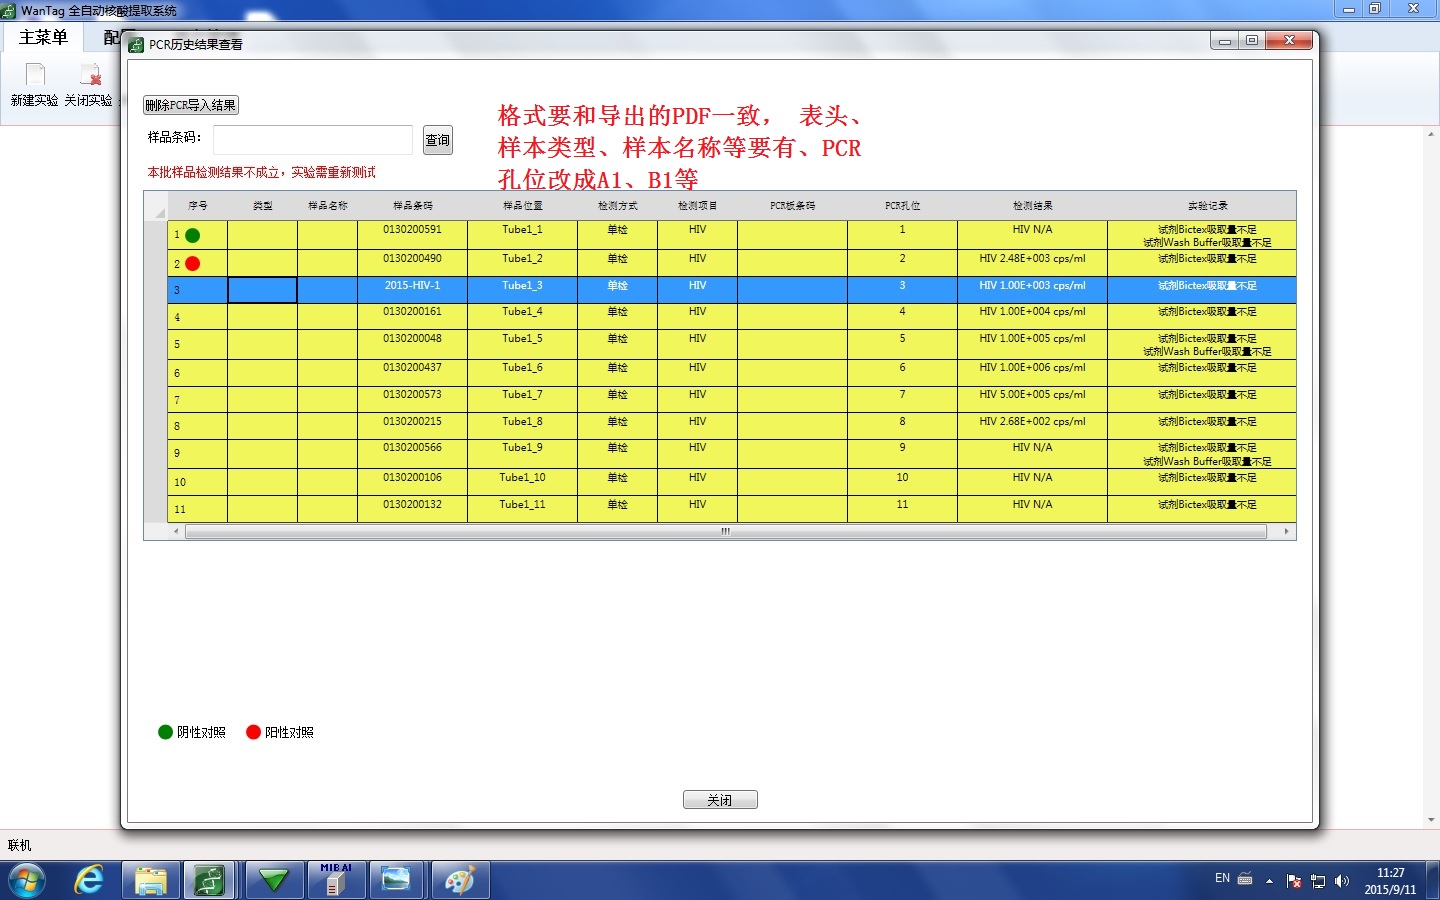 WanTag 全自动核酸提取系统
主菜单
新建实验 关闭实验
PCR历史结果查看
删除PCR导入结果
样品条码：
查询
本批样品检测结果不成立，实验需重新测试
格式要和导出的PDF一致， 表头、
样本类型、样本名称等要有、PCR
孔位改成A1、B1等
序号 类型 样品名称 样品条码 样品位置 检测方式 检测项目 PCR板条码 PCR孔位 检测结果 实验记录
1 0130200591 Tube1_1 单检 HIV 1 HIV N/A 试剂Bictex吸取量不足
试剂Wash Buffer吸取量不足
2 0130200490 Tube1_2 单检 HIV 2 HIV 2.48E+003 cps/ml 试剂Bictex吸取量不足
3 2015-HIV-1 Tube1_3 单检 HIV 3 HIV 1.00E+003 cps/ml 试剂Bictex吸取量不足
4 0130200161 Tube1_4 单检 HIV 4 HIV 1.00E+004 cps/ml 试剂Bictex吸取量不足
5 0130200048 Tube1_5 单检 HIV 5 HIV 1.00E+005 cps/ml 试剂Bictex吸取量不足
试剂Wash Buffer吸取量不足
6 0130200437 Tube1_6 单检 HIV 6 HIV 1.00E+006 cps/ml 试剂Bictex吸取量不足
7 0130200573 Tube1_7 单检 HIV 7 HIV 5.00E+005 cps/ml 试剂Bictex吸取量不足
8 0130200215 Tube1_8 单检 HIV 8 HIV 2.68E+002 cps/ml 试剂Bictex吸取量不足
9 0130200566 Tube1_9 单检 HIV 9 HIV N/A 试剂Bictex吸取量不足
试剂Wash Buffer吸取量不足
10 0130200106 Tube1_10 单检 HIV 10 HIV N/A 试剂Bictex吸取量不足
11 0130200132 Tube1_11 单检 HIV 11 HIV N/A 试剂Bictex吸取量不足
阴性对照 阳性对照
关闭
联机
MIBAI
EN
11:27
2015/9/11